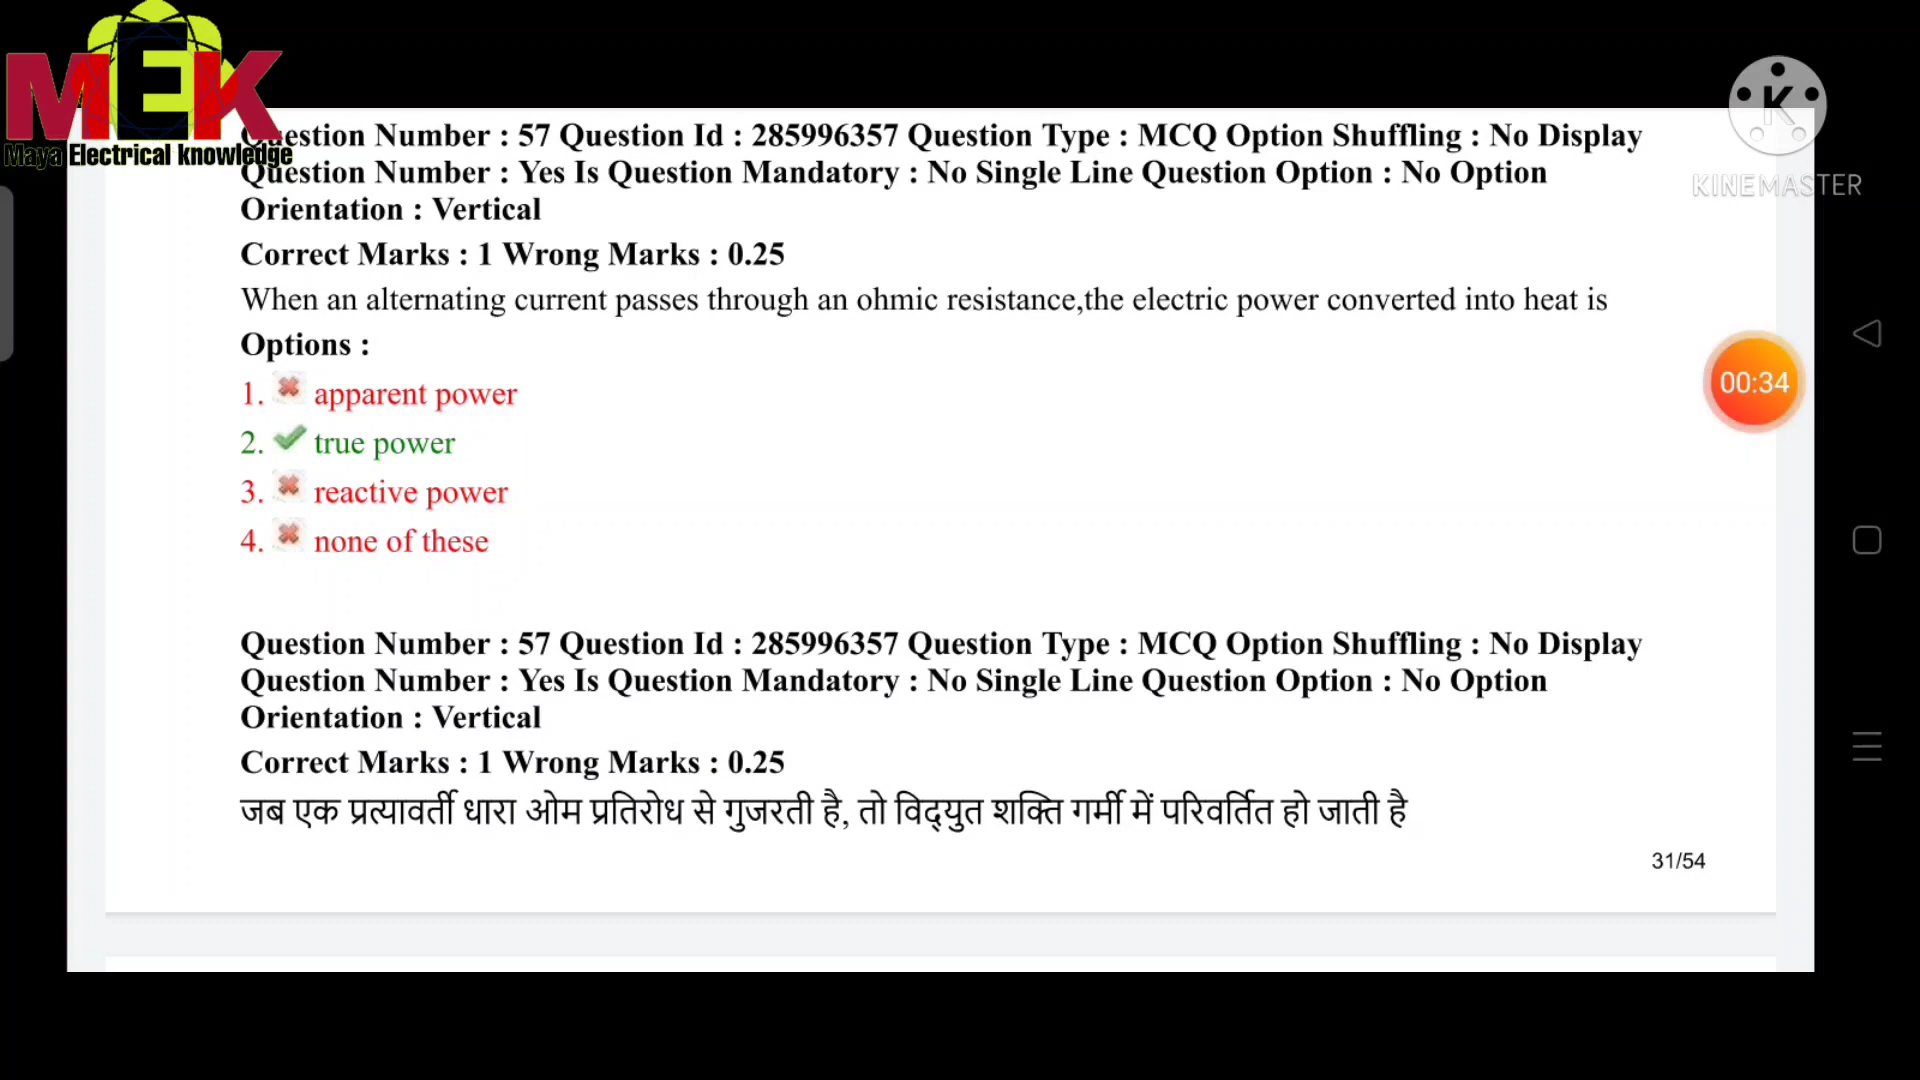 MEK
Maya Electrical knowledge
Question Number : 57 Question Id : 285996357 Question Type : MCQ Option Shuffling : No Display
Question Number : Yes Is Question Mandatory : No Single Line Question Option : No Option
Orientation : Vertical
Correct Marks : 1 Wrong Marks : 0.25
When an alternating current passes through an ohmic resistance,the electric power converted into heat is
Options :
1. apparent power
2. true power
3. reactive power
4. none of these
K
KINEMASTER
00:34
Question Number : 57 Question Id : 285996357 Question Type : MCQ Option Shuffling : No Display
Question Number : Yes Is Question Mandatory : No Single Line Question Option : No Option
Orientation : Vertical
Correct Marks : 1 Wrong Marks : 0.25
जब एक प्रत्यावर्ती धारा ओम प्रतिरोध से गुजरती है, तो विद्युत शक्ति गर्मी में परिवर्तित हो जाती है
31/54